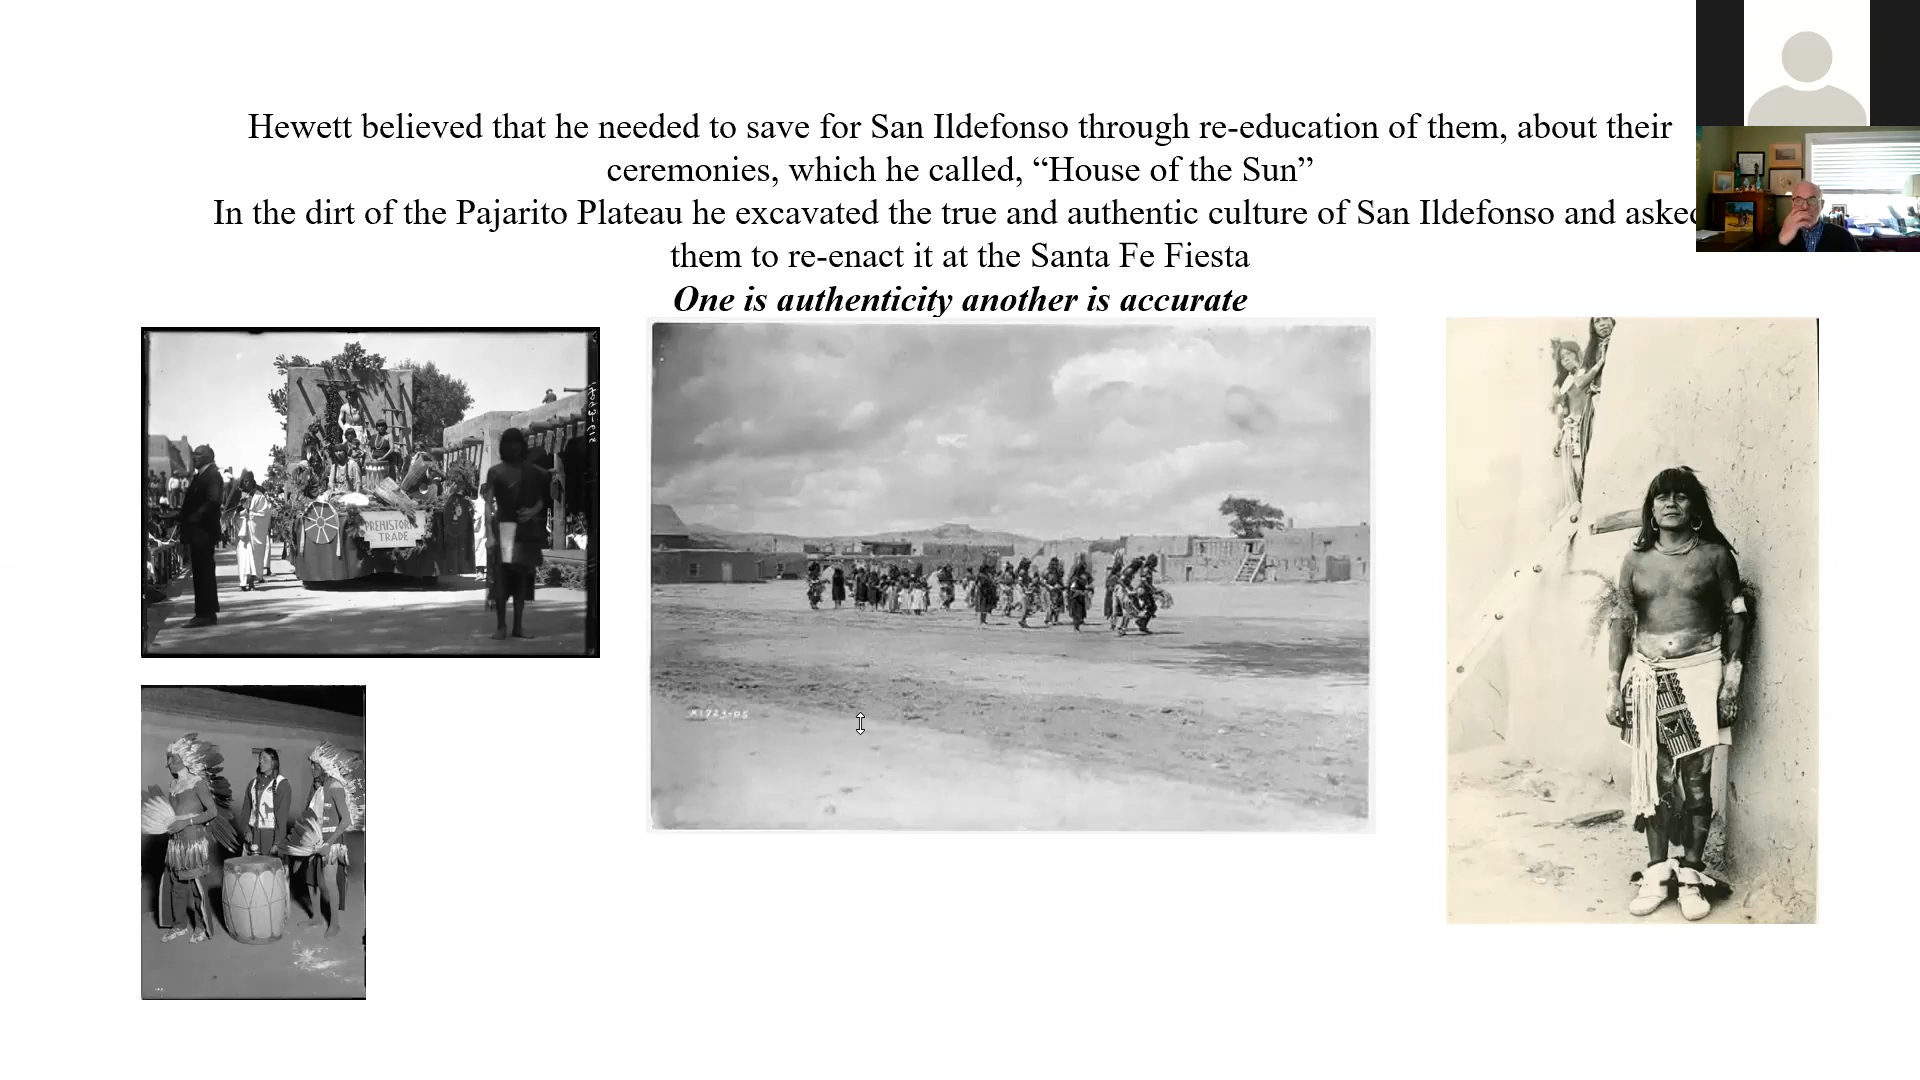 Hewett believed that he needed to save for San Ildefonso through re-education of them, about their
ceremonies, which he called, “House of the Sun”
In the dirt of the Pajarito Plateau he excavated the true and authentic culture of San Ildefonso and asked
them to re-enact it at the Santa Fe Fiesta
One is authenticity another is accurate
PREHISTORIC
TRADE
X1723-05